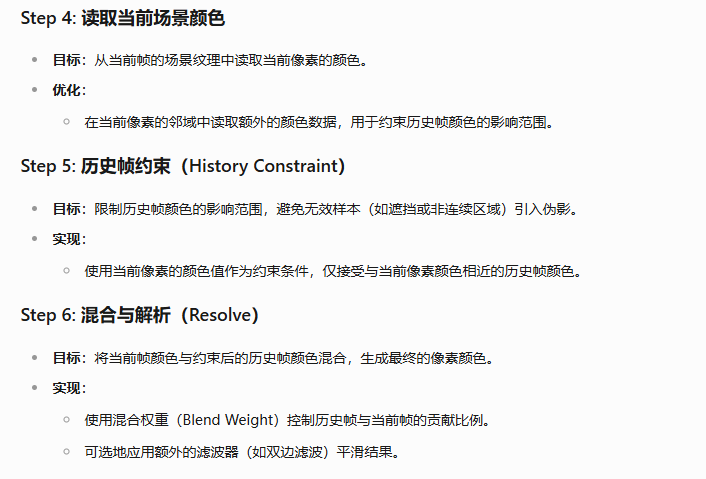 Step 4: 读取当前场景颜色
目标：从当前帧的场景纹理中读取当前像素的颜色。
优化：
在当前像素的邻域中读取额外的颜色数据，用于约束历史帧颜色的影响范围。
Step 5: 历史帧约束（History Constraint）
目标：限制历史帧颜色的影响范围，避免无效样本（如遮挡或非连续区域）引入伪影。
实现：
使用当前像素的颜色值作为约束条件，仅接受与当前像素颜色相近的历史帧颜色。
Step 6: 混合与解析（Resolve）
目标：将当前帧颜色与约束后的历史帧颜色混合，生成最终的像素颜色。
实现：
使用混合权重（Blend Weight）控制历史帧与当前帧的贡献比例。
可选地应用额外的滤波器（如双边滤波）平滑结果。